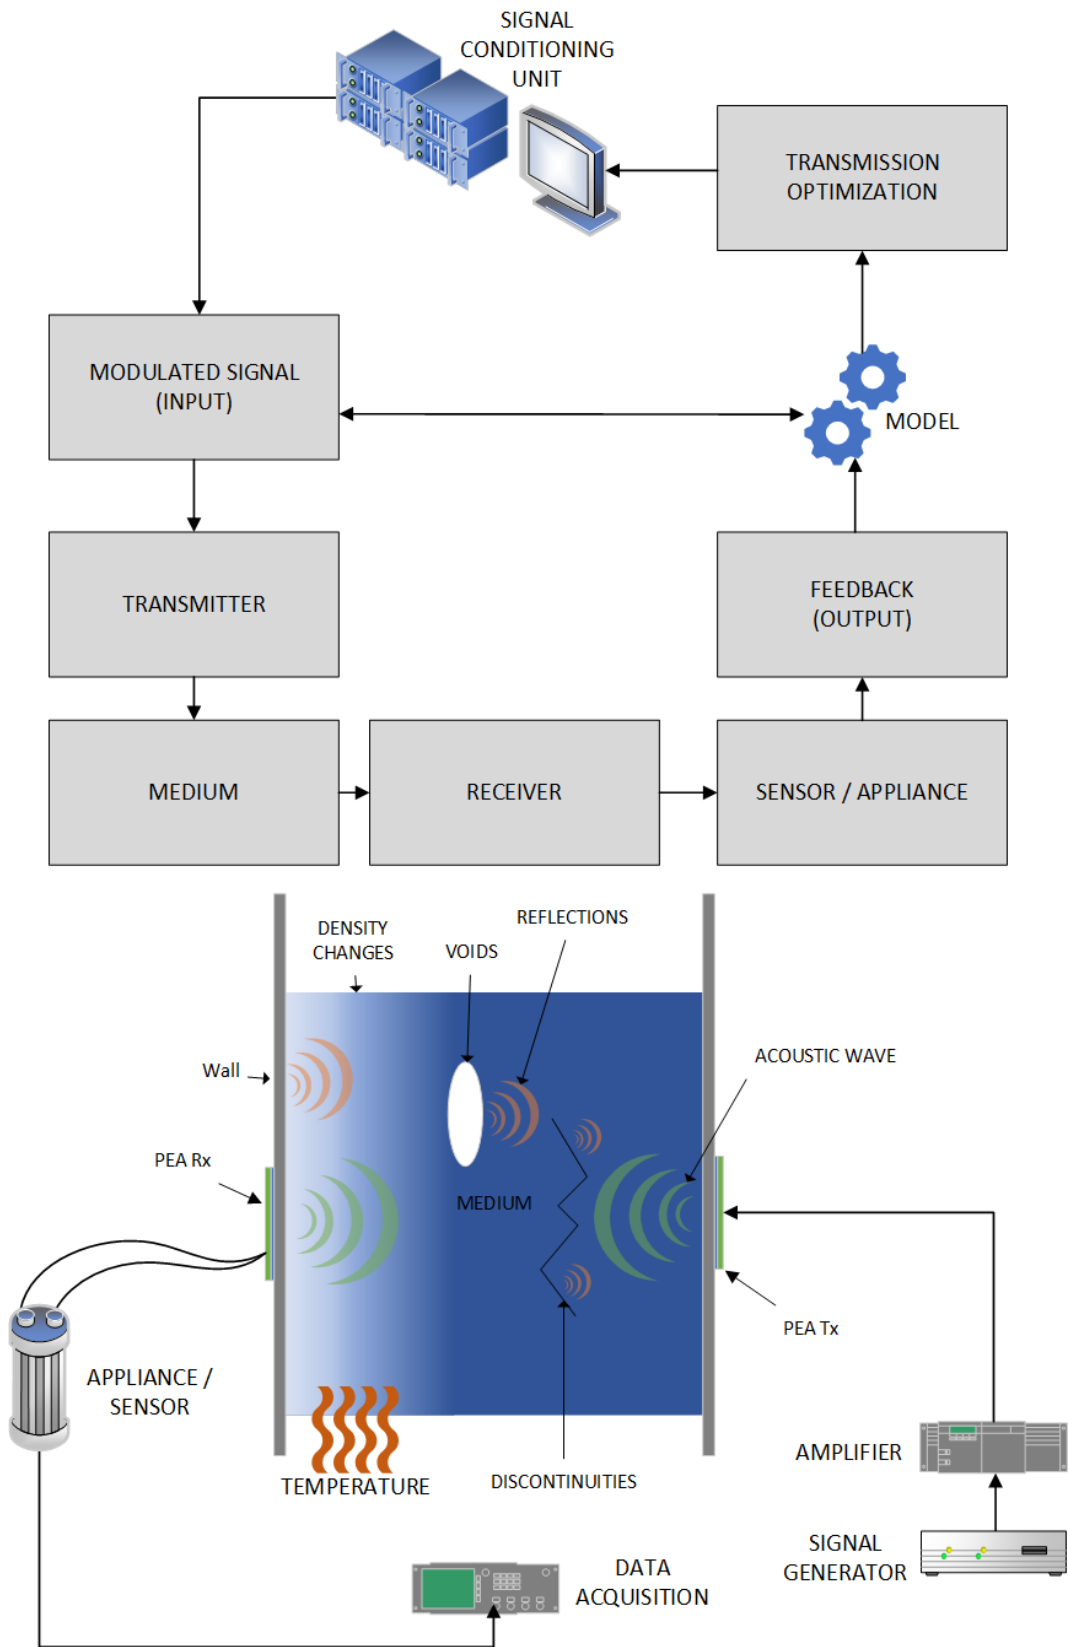 SIGNAL
CONDITIONING
UNIT
TRANSMISSION
OPTIMIZATION
MODULATED SIGNAL
(INPUT)
MODEL
TRANSMITTER
FEEDBACK
(OUTPUT)
MEDIUM
RECEIVER
SENSOR / APPLIANCE
REFLECTIONS
DENSITY
CHANGES
VOIDS
ACOUSTIC WAVE
Wall
PEA Rx
MEDIUM
PEA Tx
APPLIANCE /
SENSOR
AMPLIFIER
TEMPERATURE
DISCONTINUITIES
SIGNAL
GENERATOR
DATA
ACQUISITION